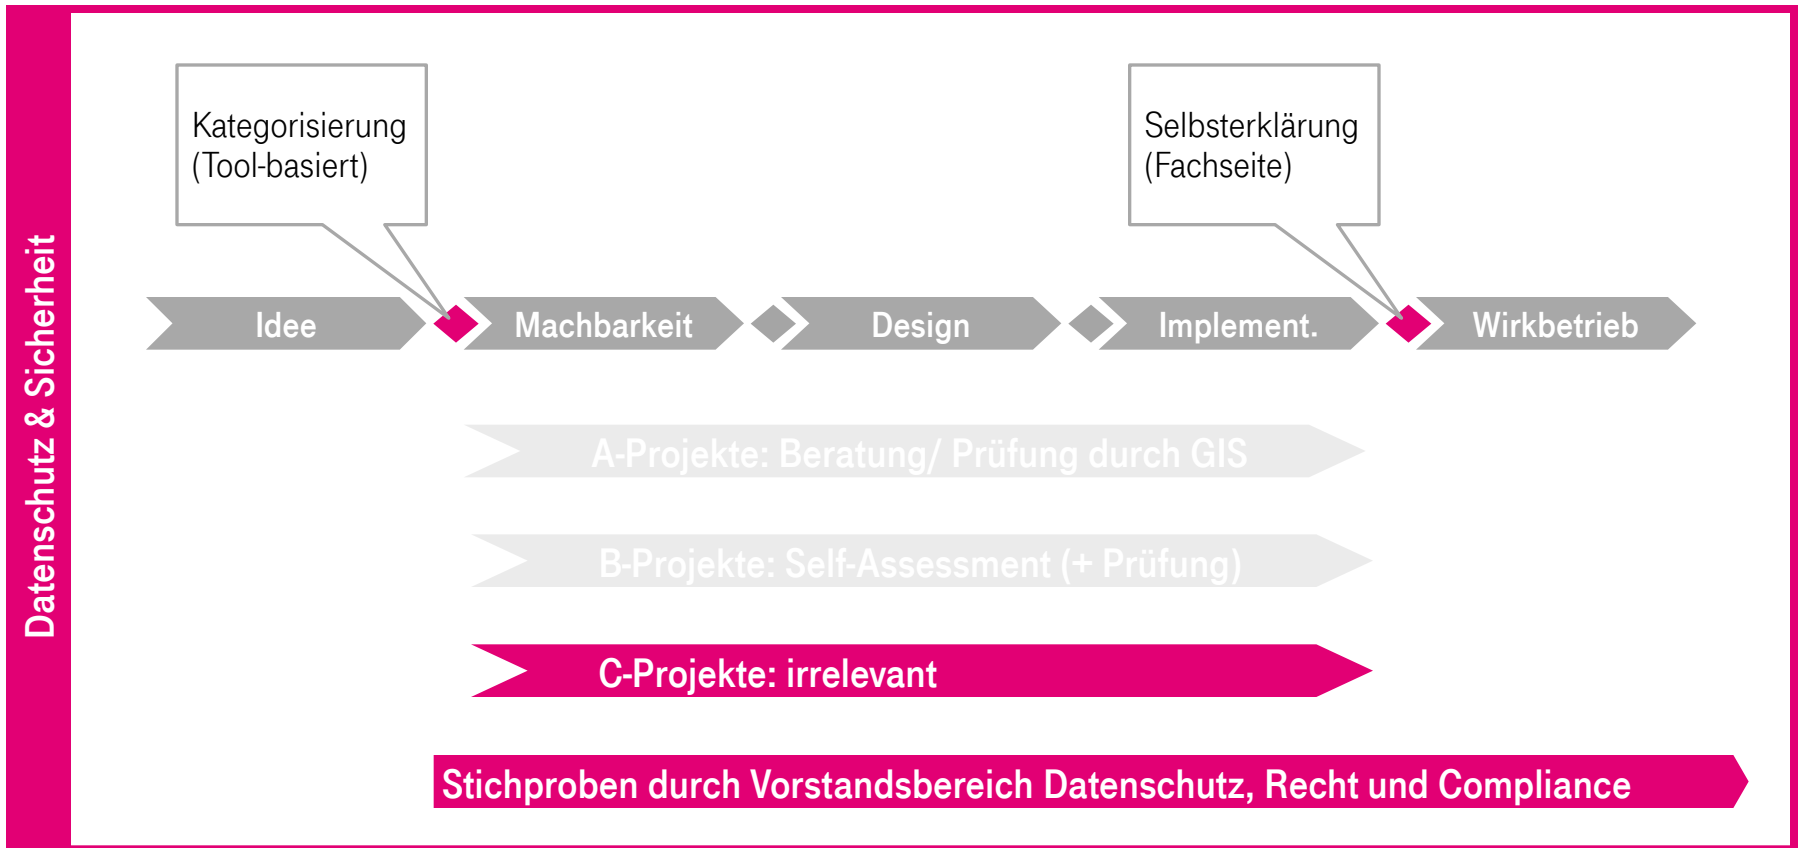 Datenschutz & Sicherheit
Kategorisierung
(Tool-basiert)
Selbsterklärung
(Fachseite)
Idee
Machbarkeit
Design
Implement.
Wirkbetrieb
A-Projekte: Beratung/ Prüfung durch GIS
B-Projekte: Self-Assessment (+ Prüfung)
C-Projekte: irrelevant
Stichproben durch Vorstandsbereich Datenschutz, Recht und Compliance